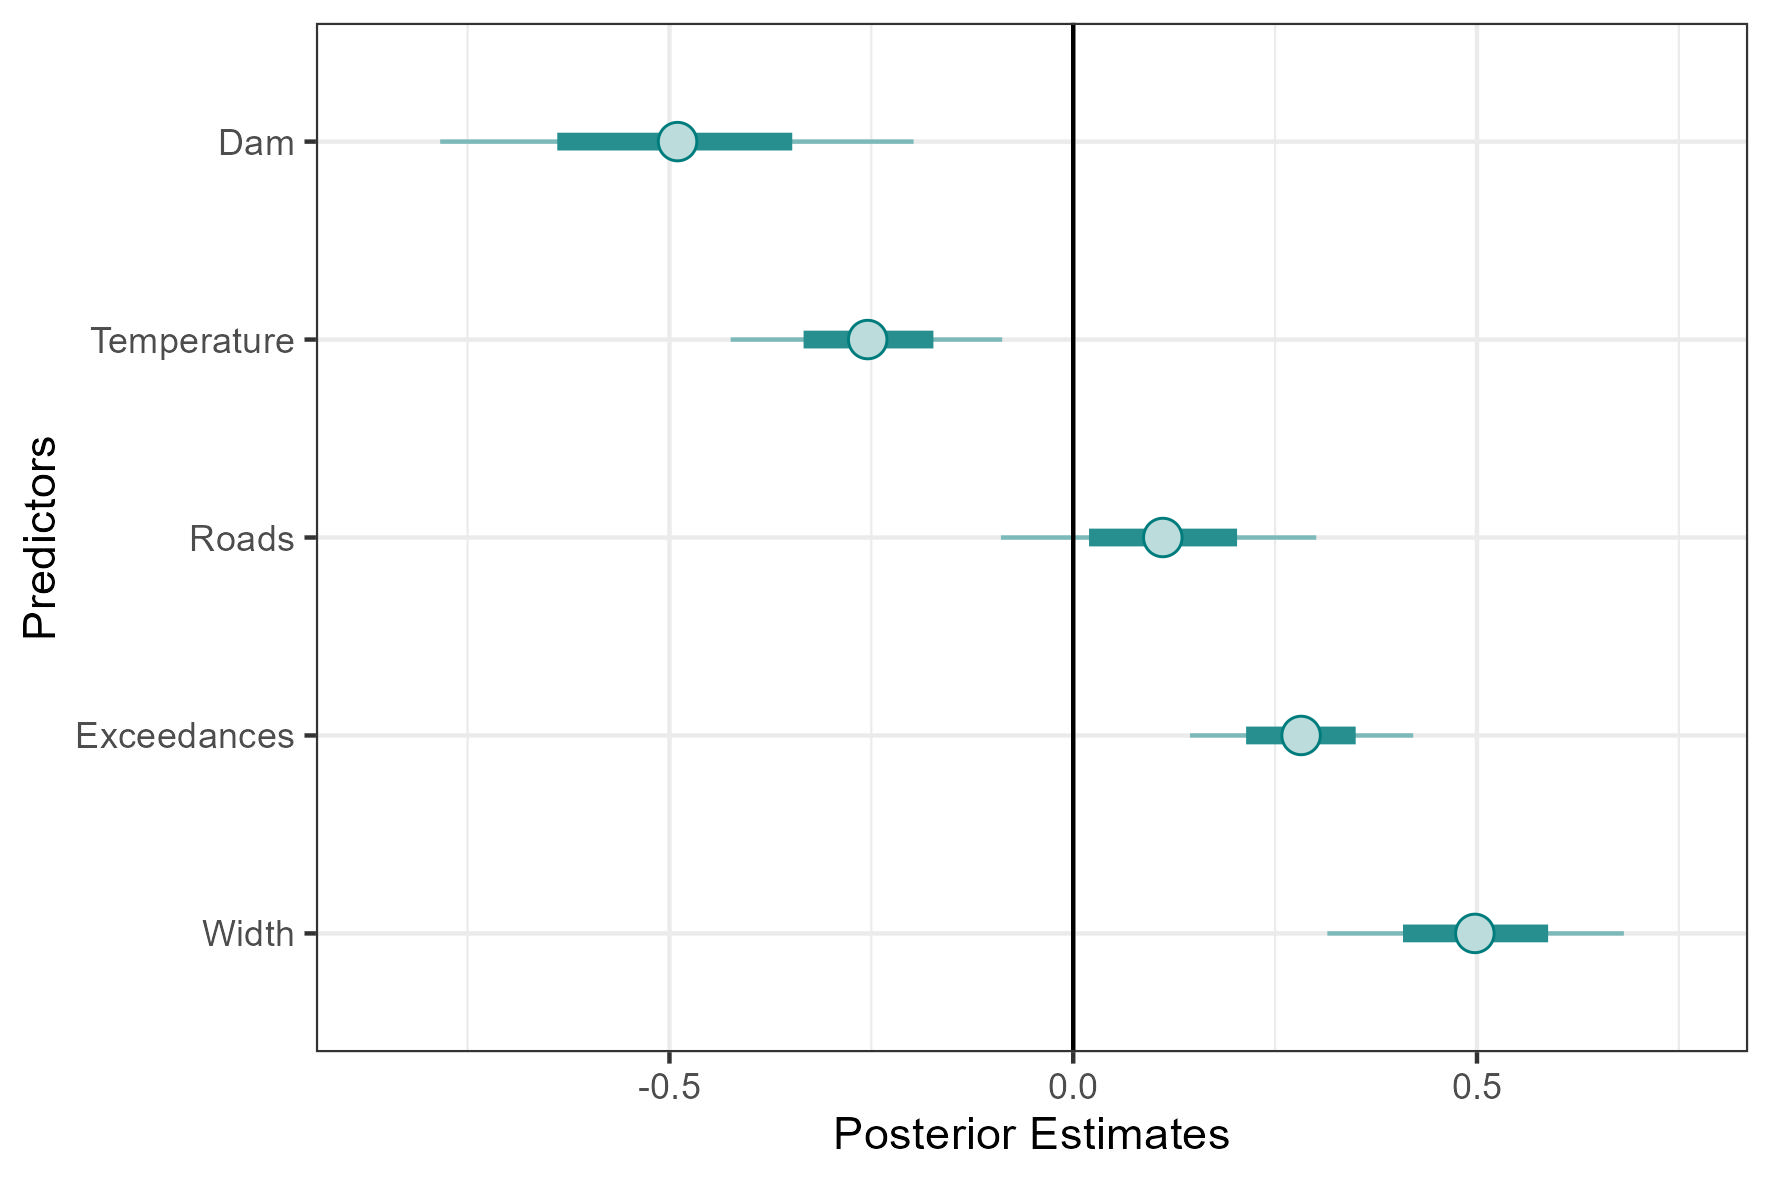 Predictors
Dam
Temperature
Roads
Exceedances
Width
-0.5 0.0 0.5
Posterior Estimates